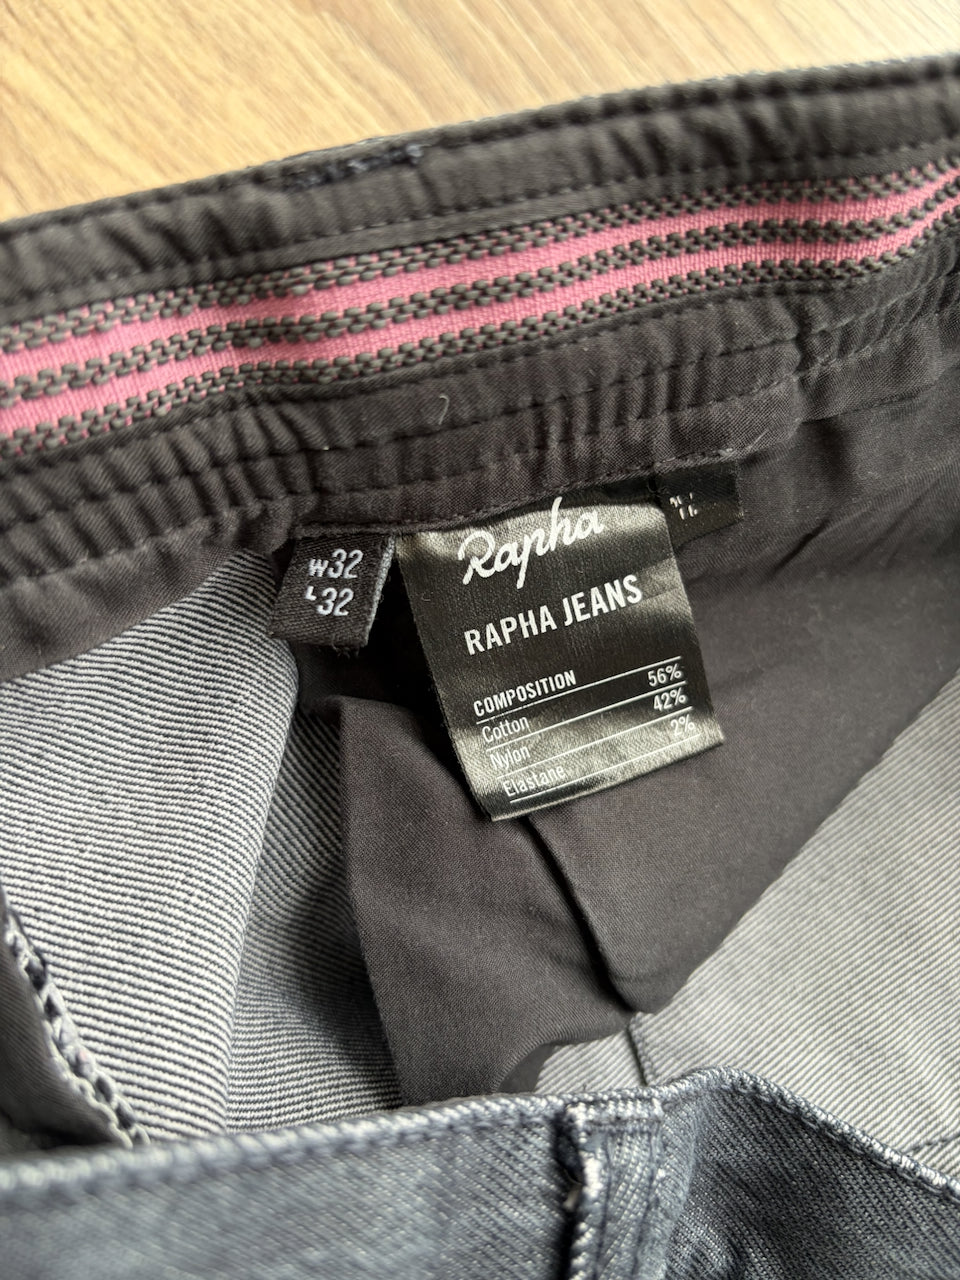 W32
L32
Rapha
RAPHA JEANS
COMPOSITION
Cotton 56%
Nylon 42%
Elastane 2%